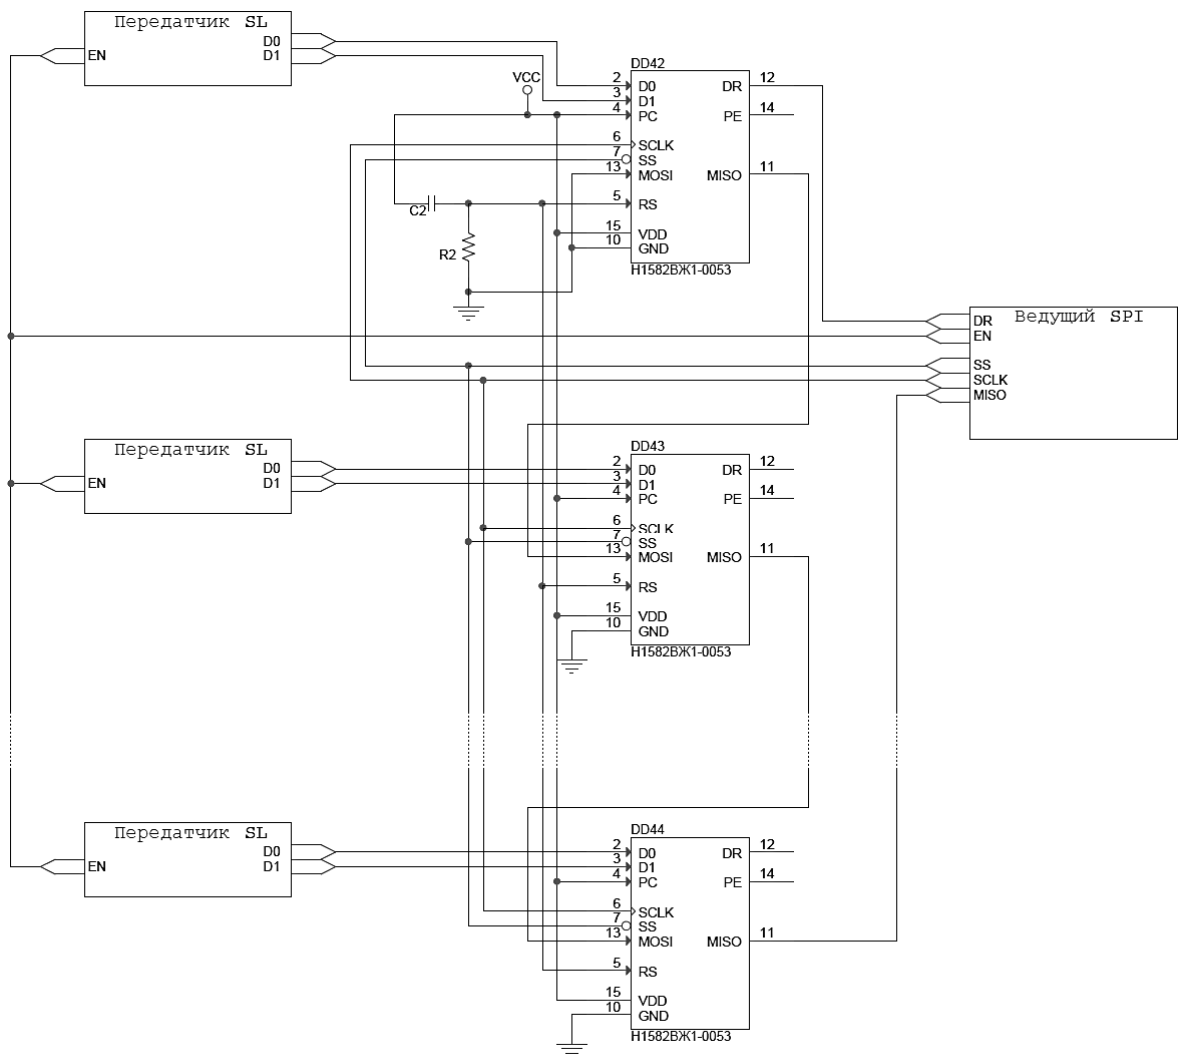 Передатчик SL
D0
EN
D1
DD42
VCC
2 D0 DR 12
3 D1
4 PC PE 14
6 SCLK
7 SS
13 MOSI MISO 11
C2
5 RS
15 VDD
R2
10 GND
Н1582ВЖ1-0053
Ведущий SPI
DR
EN
SS
SCLK
MISO
Передатчик SL
D0
EN
D1
DD43
2 D0 DR 12
3 D1
4 PC PE 14
6 SCLK
7 SS
13 MOSI MISO 11
5 RS
15 VDD
10 GND
Н1582ВЖ1-0053
Передатчик SL
D0
EN
D1
DD44
2 D0 DR 12
3 D1
4 PC PE 14
6 SCLK
7 SS
13 MOSI MISO 11
5 RS
15 VDD
10 GND
Н1582ВЖ1-0053